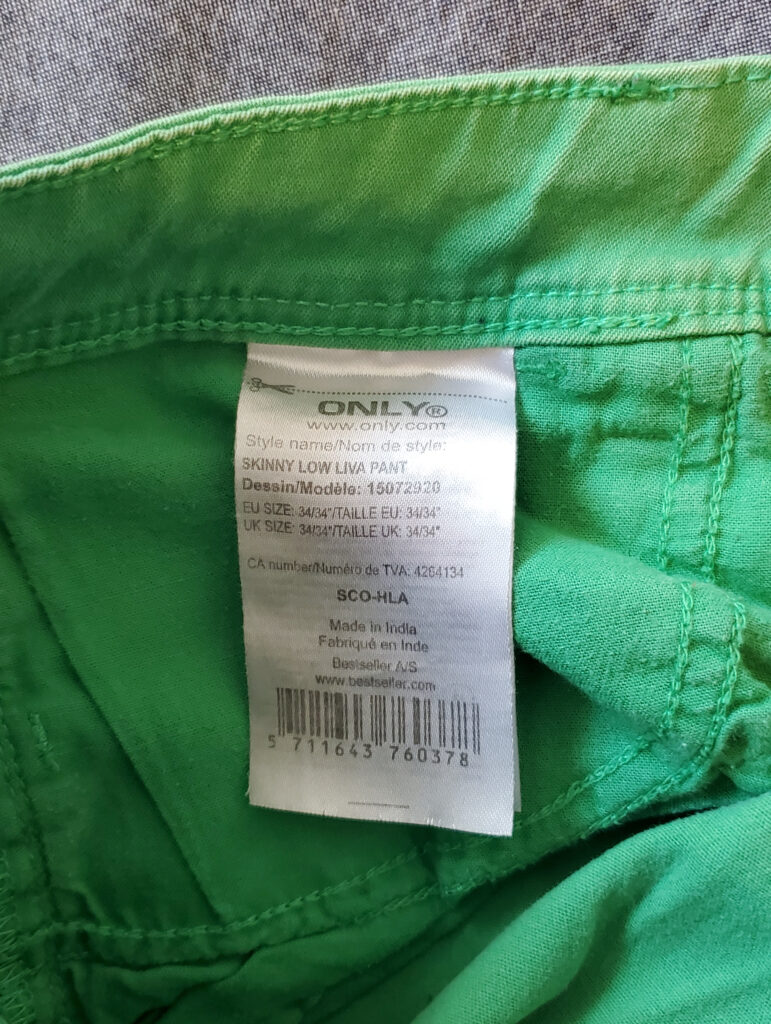 ONLY®
www.only.com
Style name/Nom de style:
SKINNY LOW LIVA PANT
Dessin/Modèle: 15072920
EU SIZE: 34/34"/TAILLE EU: 34/34"
UK SIZE: 34/34"/TAILLE UK: 34/34"
CA number/Numéro de TVA: 4264134
SCO-HLA
Made in India
Fabriqué en Inde
Bestseller A/S
www.bestseller.com
5 711643 760378